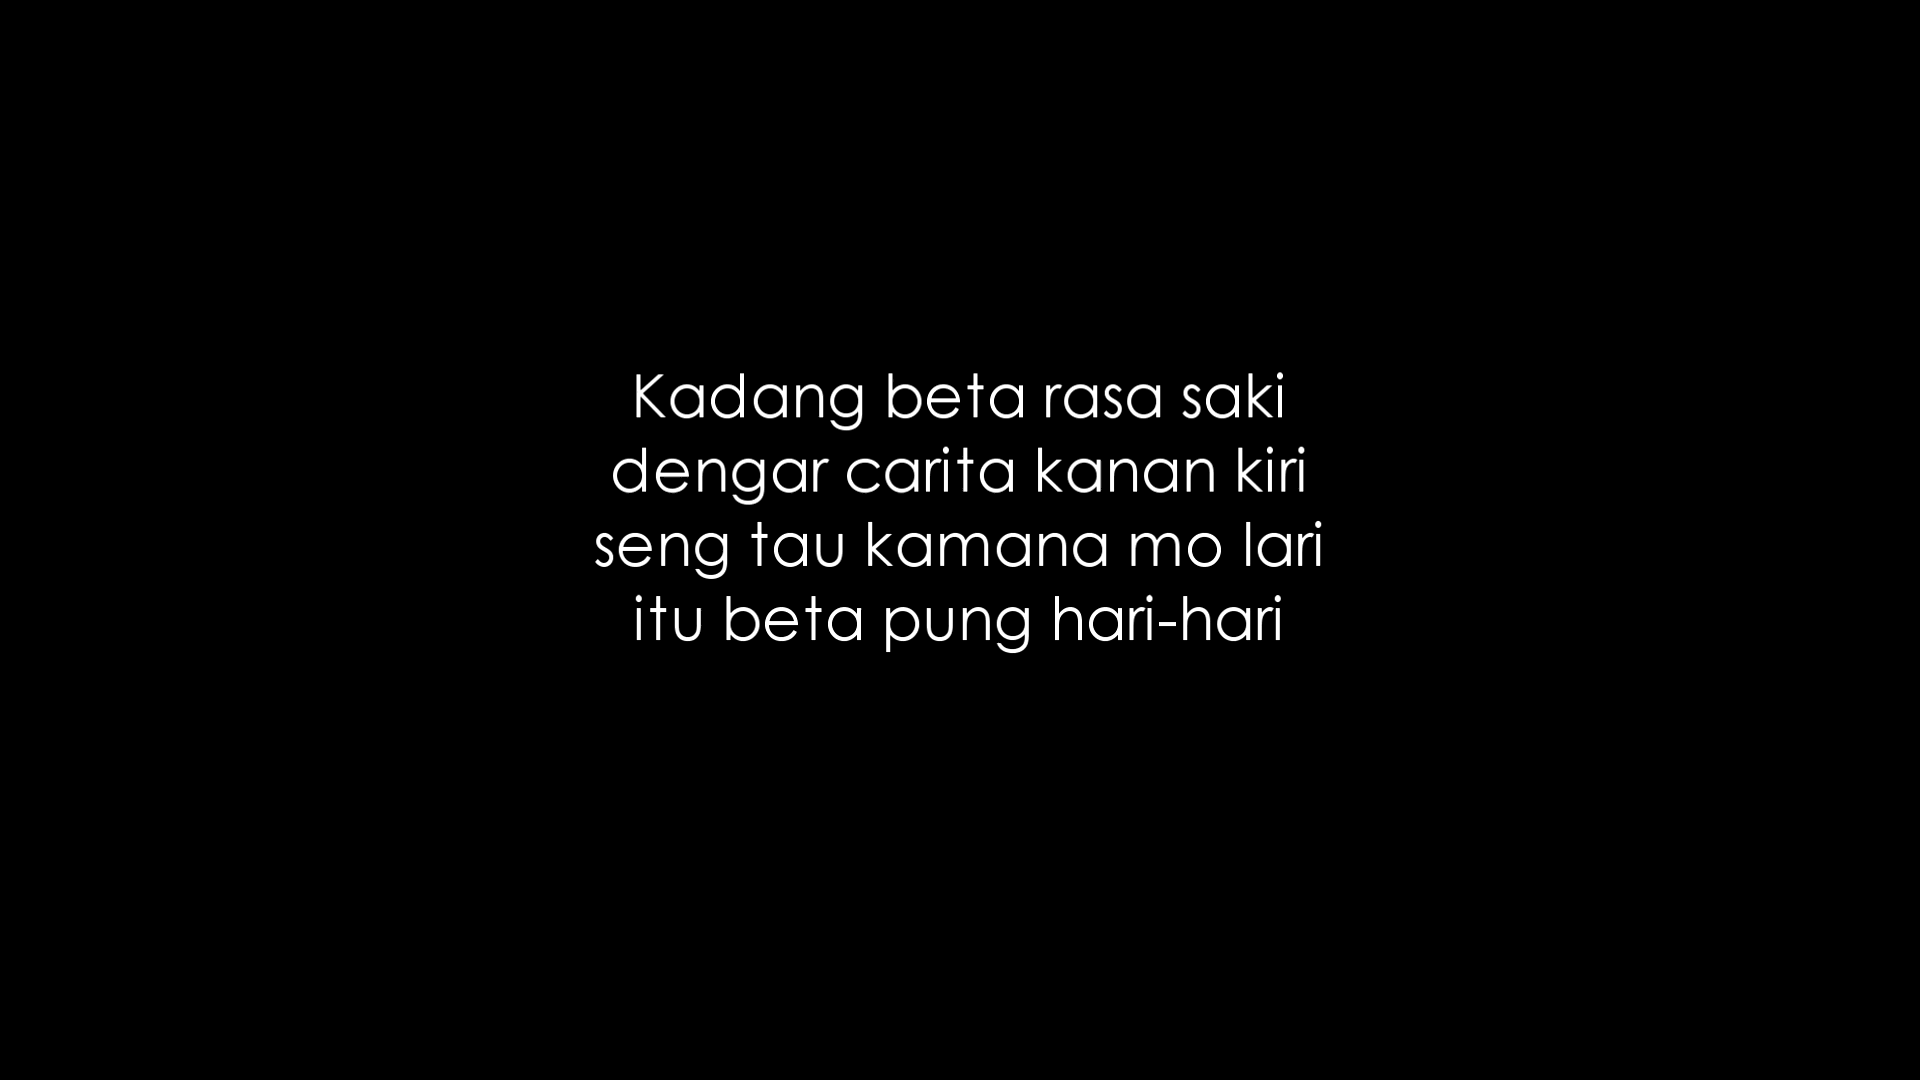 Kadang beta rasa saki
dengar carita kanan kiri
seng tau kamana mo lari
itu beta pung hari-hari